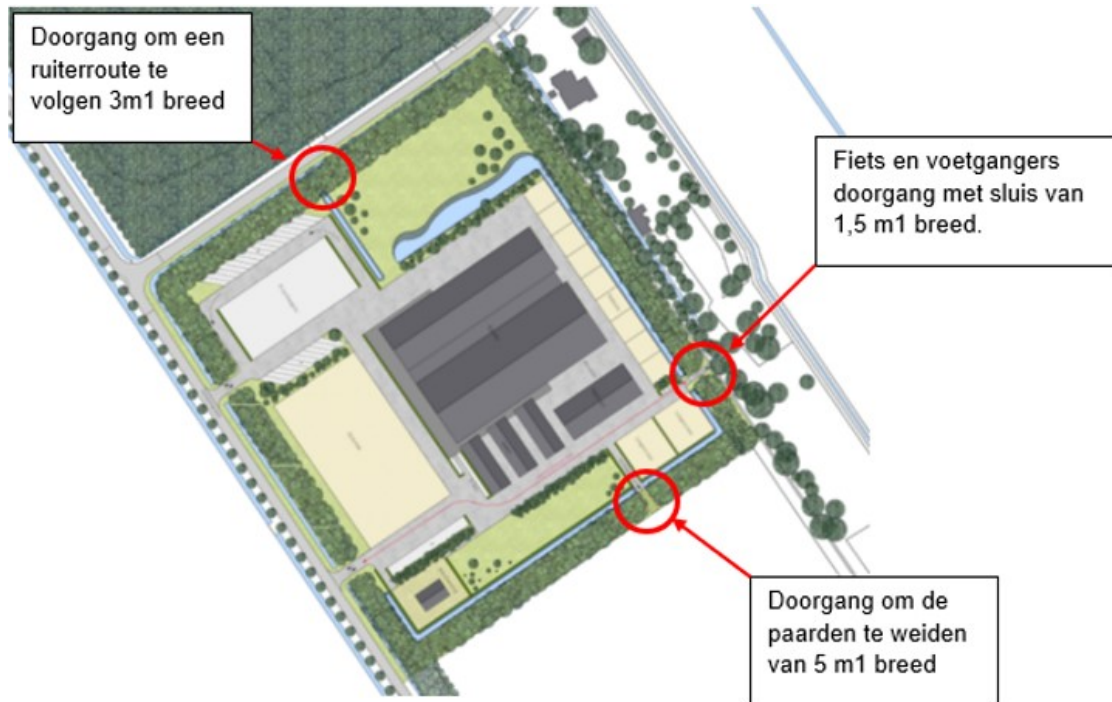 Doorgang om een
ruiterroute te
volgen 3m1 breed
Fiets en voetgangers
doorgang met sluis van
1,5 m1 breed.
Doorgang om de
paarden te weiden
van 5 m1 breed